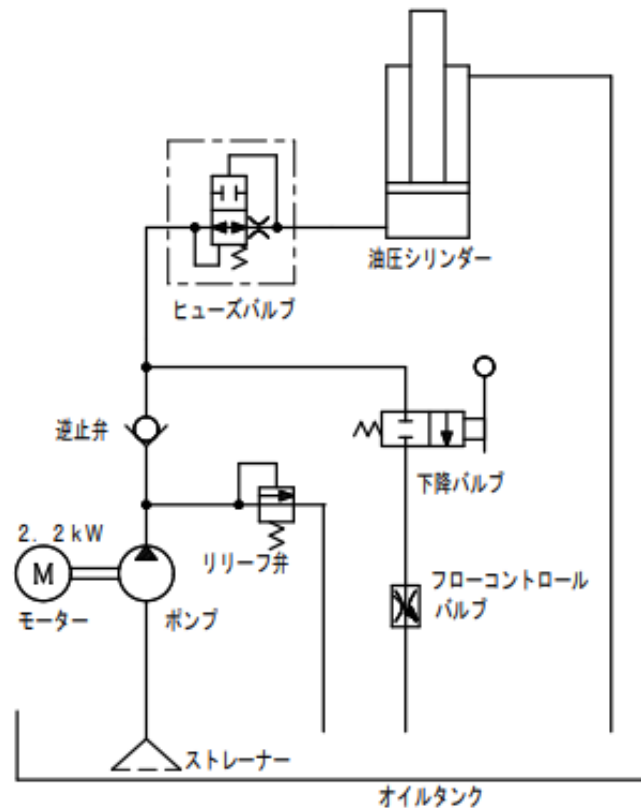 油圧シリンダー
ヒューズバルブ
逆止弁
下降バルブ
2．2kW
リリーフ弁
フローコントロール
バルブ
M
モーター
ポンプ
ストレーナー
オイルタンク